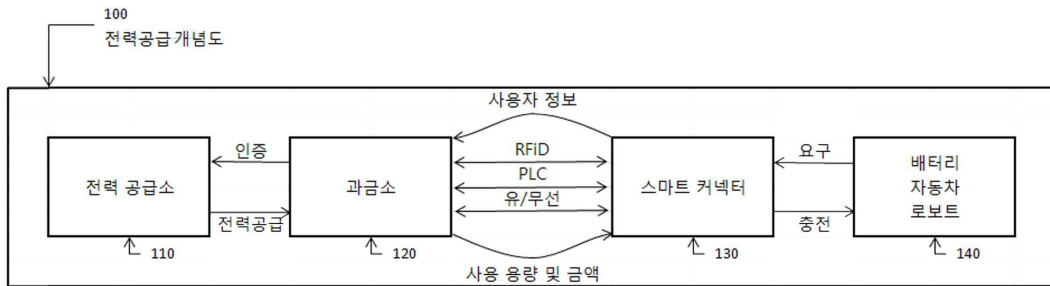 100
전력공급 개념도
사용자 정보
전력 공급소
인증
전력공급
과금소
RFiD
PLC
유/무선
스마트 커넥터
요구
충전
배터리
자동차
로보트
110
120
130
140
사용 용량 및 금액